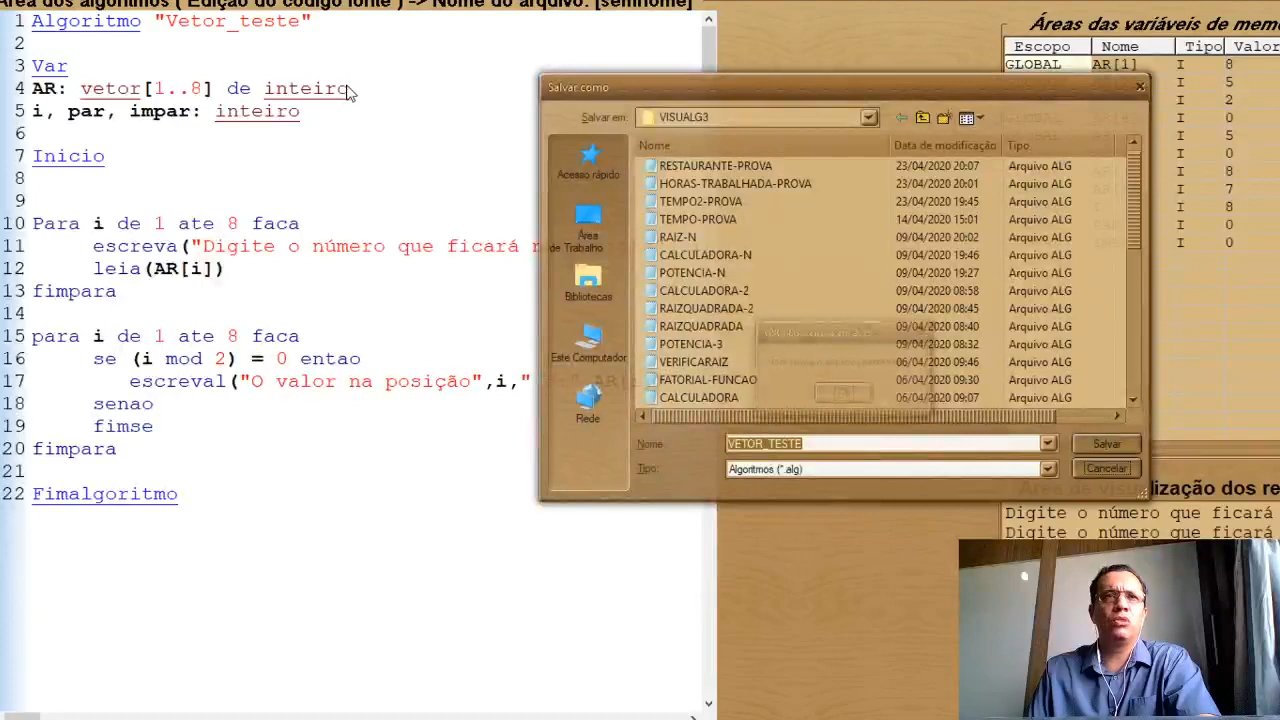 Área dos algoritmos ( Edição do código fonte ) -> Nome do arquivo: [semnome]
1 Algoritmo "Vetor_teste"
2
3 Var
4 AR: vetor[1..8] de inteiro
5 i, par, impar: inteiro
6
7 Inicio
8
9
10 Para i de 1 ate 8 faca
11 escreva("Digite o número que ficará n
12 leia(AR[i])
13 fimpara
14
15 para i de 1 ate 8 faca
16 se (i mod 2) = 0 entao
17 escreval("O valor na posição",i,"
18 senao
19 fimse
20 fimpara
21
22 Fimalgoritmo
Salvar como
Salvar em: VISUALG3
Acesso rápido
Área de Trabalho
Bibliotecas
Este Computador
Rede
Nome Data de modificação Tipo
RESTAURANTE-PROVA 23/04/2020 20:07 Arquivo ALG
HORAS-TRABALHADA-PROVA 23/04/2020 20:01 Arquivo ALG
TEMPO2-PROVA 23/04/2020 19:45 Arquivo ALG
TEMPO-PROVA 14/04/2020 15:01 Arquivo ALG
RAIZ-N 09/04/2020 20:02 Arquivo ALG
CALCULADORA-N 09/04/2020 19:46 Arquivo ALG
POTENCIA-N 09/04/2020 19:27 Arquivo ALG
CALCULADORA-2 09/04/2020 08:58 Arquivo ALG
RAIZQUADRADA-2 09/04/2020 08:45 Arquivo ALG
RAIZQUADRADA 09/04/2020 08:40 Arquivo ALG
POTENCIA-3 09/04/2020 08:32 Arquivo ALG
VERIFICARAIZ 06/04/2020 09:46 Arquivo ALG
FATORIAL-FUNCAO 06/04/2020 09:30 Arquivo ALG
CALCULADORA 06/04/2020 09:07 Arquivo ALG
Nome: VETOR_TESTE Salvar
Tipo: Algoritmos (*.alg) Cancelar
Áreas das variáveis de mem
Escopo Nome Tipo Valor
GLOBAL AR[1] I 8
I 5
I 2
I 0
I 5
I 0
I 8
I 7
I 8
I 0
I 0
Área de visualização dos re
Digite o número que ficará
Digite o número que ficará